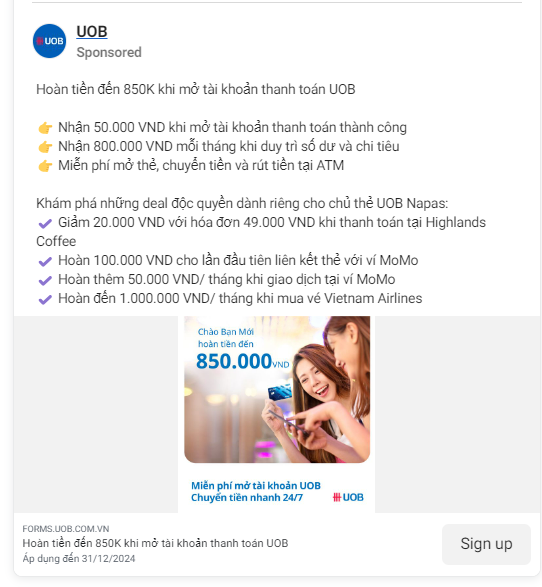 UOB
UOB
Sponsored
Hoàn tiền đến 850K khi mở tài khoản thanh toán UOB
👉 Nhận 50.000 VND khi mở tài khoản thanh toán thành công
👉 Nhận 800.000 VND mỗi tháng khi duy trì số dư và chi tiêu
👉 Miễn phí mở thẻ, chuyển tiền và rút tiền tại ATM
Khám phá những deal độc quyền dành riêng cho chủ thẻ UOB Napas:
✔ Giảm 20.000 VND với hóa đơn 49.000 VND khi thanh toán tại Highlands
Coffee
✔ Hoàn 100.000 VND cho lần đầu tiên liên kết thẻ với ví MoMo
✔ Hoàn thêm 50.000 VND/ tháng khi giao dịch tại ví MoMo
✔ Hoàn đến 1.000.000 VND/ tháng khi mua vé Vietnam Airlines
Chào Bạn Mới
hoàn tiền đến
850.000VND
Miễn phí mở tài khoản UOB
Chuyển tiền nhanh 24/7
UOB
FORMS.UOB.COM.VN
Hoàn tiền đến 850K khi mở tài khoản thanh toán UOB
Áp dụng đến 31/12/2024
Sign up